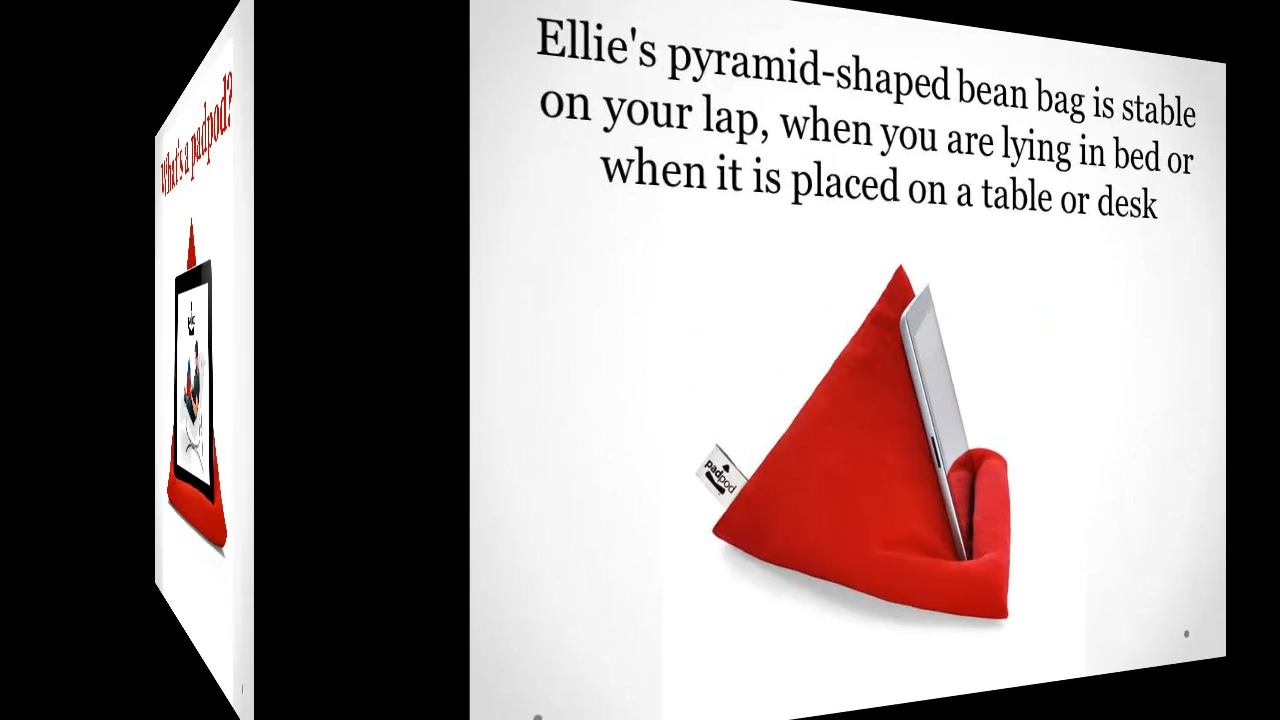 What's a padpod?
Ellie's pyramid-shaped bean bag is stable
on your lap, when you are lying in bed or
when it is placed on a table or desk
padpod